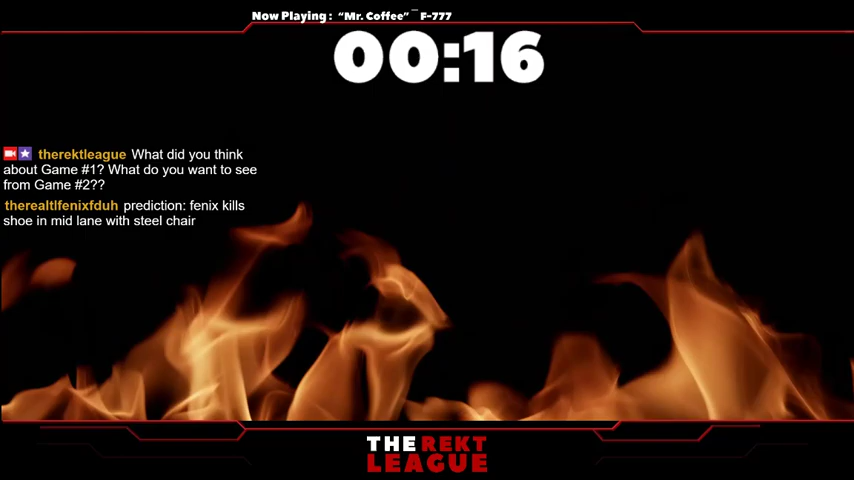 Now Playing : "Mr. Coffee" ‾ F-777
00:16
therektleague What did you think
about Game #1? What do you want to see
from Game #2??
therealtlfenixfduh prediction: fenix kills
shoe in mid lane with steel chair
THE REKT
LEAGUE